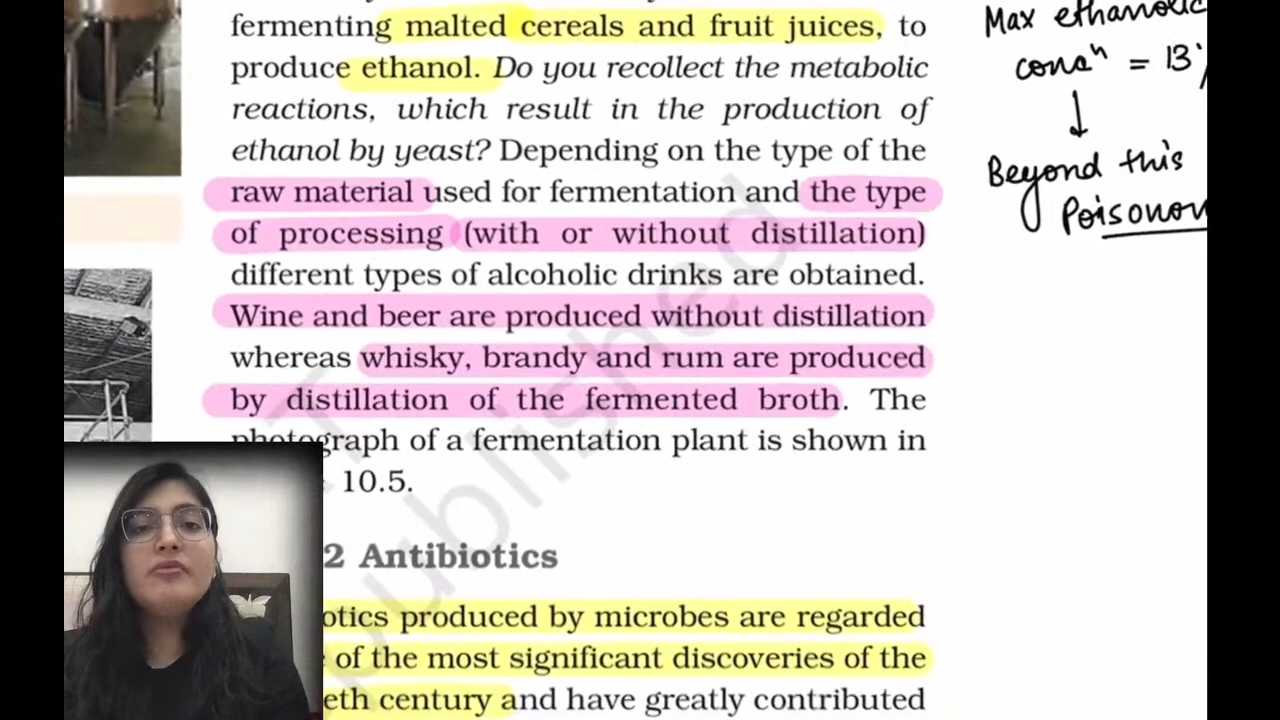 fermenting malted cereals and fruit juices, to
produce ethanol. Do you recollect the metabolic
reactions, which result in the production of
ethanol by yeast? Depending on the type of the
raw material used for fermentation and the type
of processing (with or without distillation)
different types of alcoholic drinks are obtained.
Wine and beer are produced without distillation
whereas whisky, brandy and rum are produced
by distillation of the fermented broth. The
photograph of a fermentation plant is shown in
10.5.
2 Antibiotics
otics produced by microbes are regarded
of the most significant discoveries of the
eth century and have greatly contributed
Max ethanolic
concⁿ = 13%
↓
Beyond this
Poisonou
published